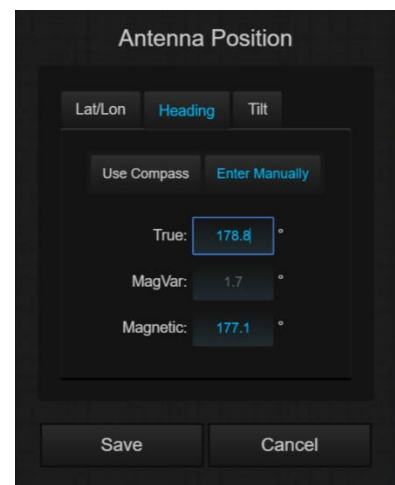 Antenna Position
Lat/Lon Heading Tilt
Use Compass Enter Manually
True: 178.8 °
MagVar: 1.7 °
Magnetic: 177.1 °
Save Cancel